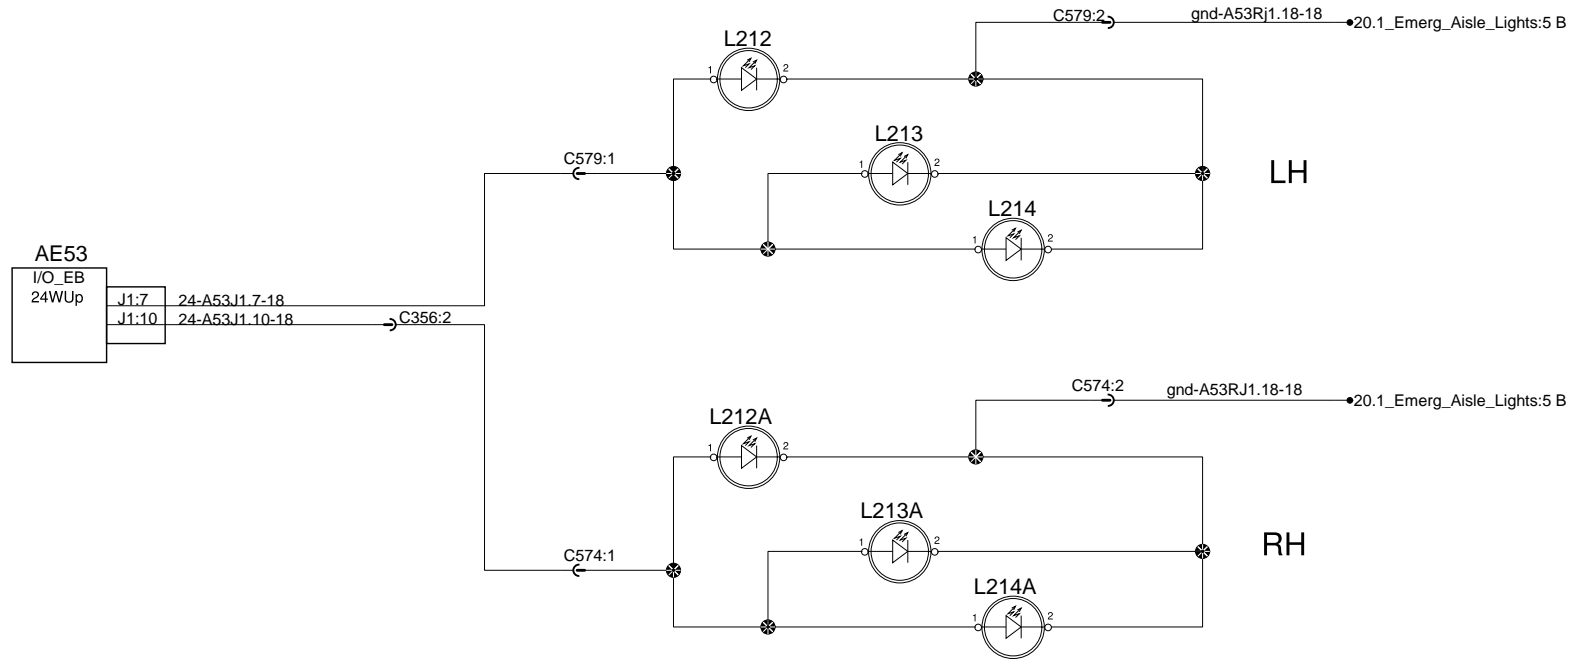 C579:2
gnd-A53Rj1.18-18
20.1_Emerg_Aisle_Lights:5 B
L212
1
2
L213
1
2
C579:1
LH
L214
1
2
AE53
I/O_EB
24WUp
J1:7
24-A53J1.7-18
J1:10
24-A53J1.10-18
C356:2
C574:2
gnd-A53RJ1.18-18
20.1_Emerg_Aisle_Lights:5 B
L212A
1
2
L213A
1
2
C574:1
RH
L214A
1
2